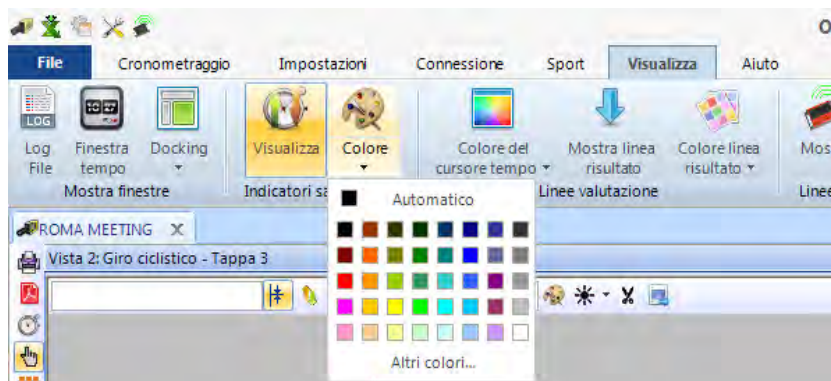 O
File Cronometraggio Impostazioni Connessione Sport Visualizza Aiuto
LOG 10 27
Log File Finestra tempo Docking Visualizza Colore Colore del cursore tempo Mostra linea risultato Colore linea risultato Mos
Mostra finestre Indicatori sa Linee valutazione Linee
Automatico
ROMA MEETING X
Vista 2: Giro ciclistico - Tappa 3
Altri colori...